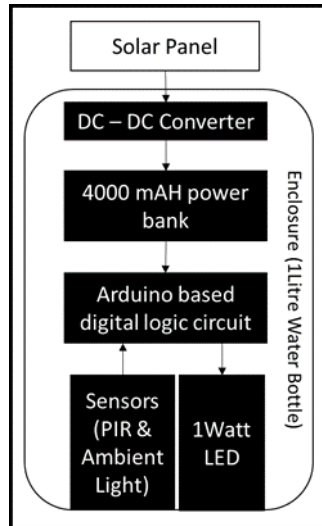 Solar Panel
DC – DC Converter
4000 mAH power
bank
Arduino based
digital logic circuit
Sensors
(PIR &
Ambient
Light)
1Watt
LED
Enclosure (1Litre Water Bottle)